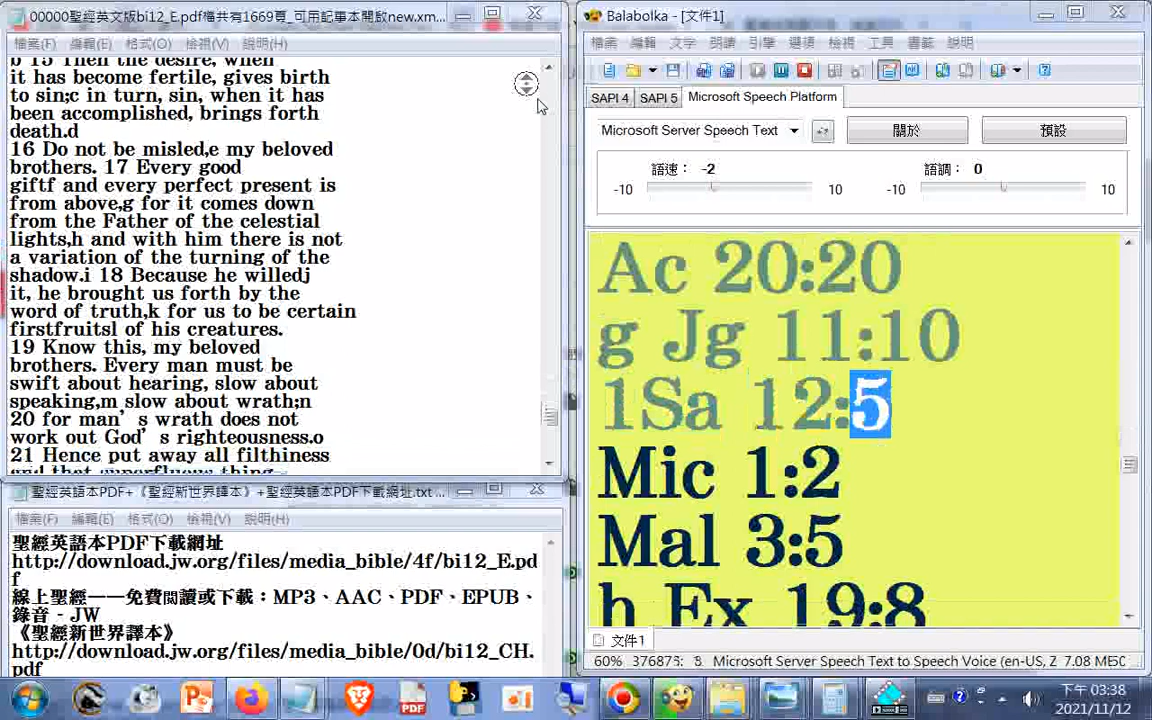 00000聖經英文版bi12_E.pdf檔共有1669頁_可用記事本開啟new.xm...
檔案(F) 編輯(E) 格式(O) 檢視(V) 說明(H)
b 15 Then the desire, when
it has become fertile, gives birth
to sin;c in turn, sin, when it has
been accomplished, brings forth
death.d
16 Do not be misled,e my beloved
brothers. 17 Every good
giftf and every perfect present is
from above,g for it comes down
from the Father of the celestial
lights,h and with him there is not
a variation of the turning of the
shadow.i 18 Because he willedj
it, he brought us forth by the
word of truth,k for us to be certain
firstfruitsl of his creatures.
19 Know this, my beloved
brothers. Every man must be
swift about hearing, slow about
speaking,m slow about wrath;n
20 for man’s wrath does not
work out God’s righteousness.o
21 Hence put away all filthiness
and that superfluous thing
聖經英語本PDF+《聖經新世界譯本》+聖經英語本PDF下載網址.txt ...
檔案(F) 編輯(E) 格式(O) 檢視(V) 說明(H)
聖經英語本PDF下載網址
http://download.jw.org/files/media_bible/4f/bi12_E.pd
f
線上聖經——免費閱讀或下載：MP3、AAC、PDF、EPUB、
錄音 - JW
《聖經新世界譯本》
http://download.jw.org/files/media_bible/0d/bi12_CH.
pdf
Balabolka - [文件1]
檔案 編輯 文字 朗讀 引擎 選項 檢視 工具 書籤 說明
SAPI 4 SAPI 5 Microsoft Speech Platform
Microsoft Server Speech Text 關於 預設
語速： -2 語調： 0
-10 10 -10 10
Ac 20:20
g Jg 11:10
1Sa 12:5
Mic 1:2
Mal 3:5
h Ex 19:8
文件1
60% Microsoft Server Speech Text to Speech Voice (en-US, Z 7.08 ME
下午 03:38
2021/11/12